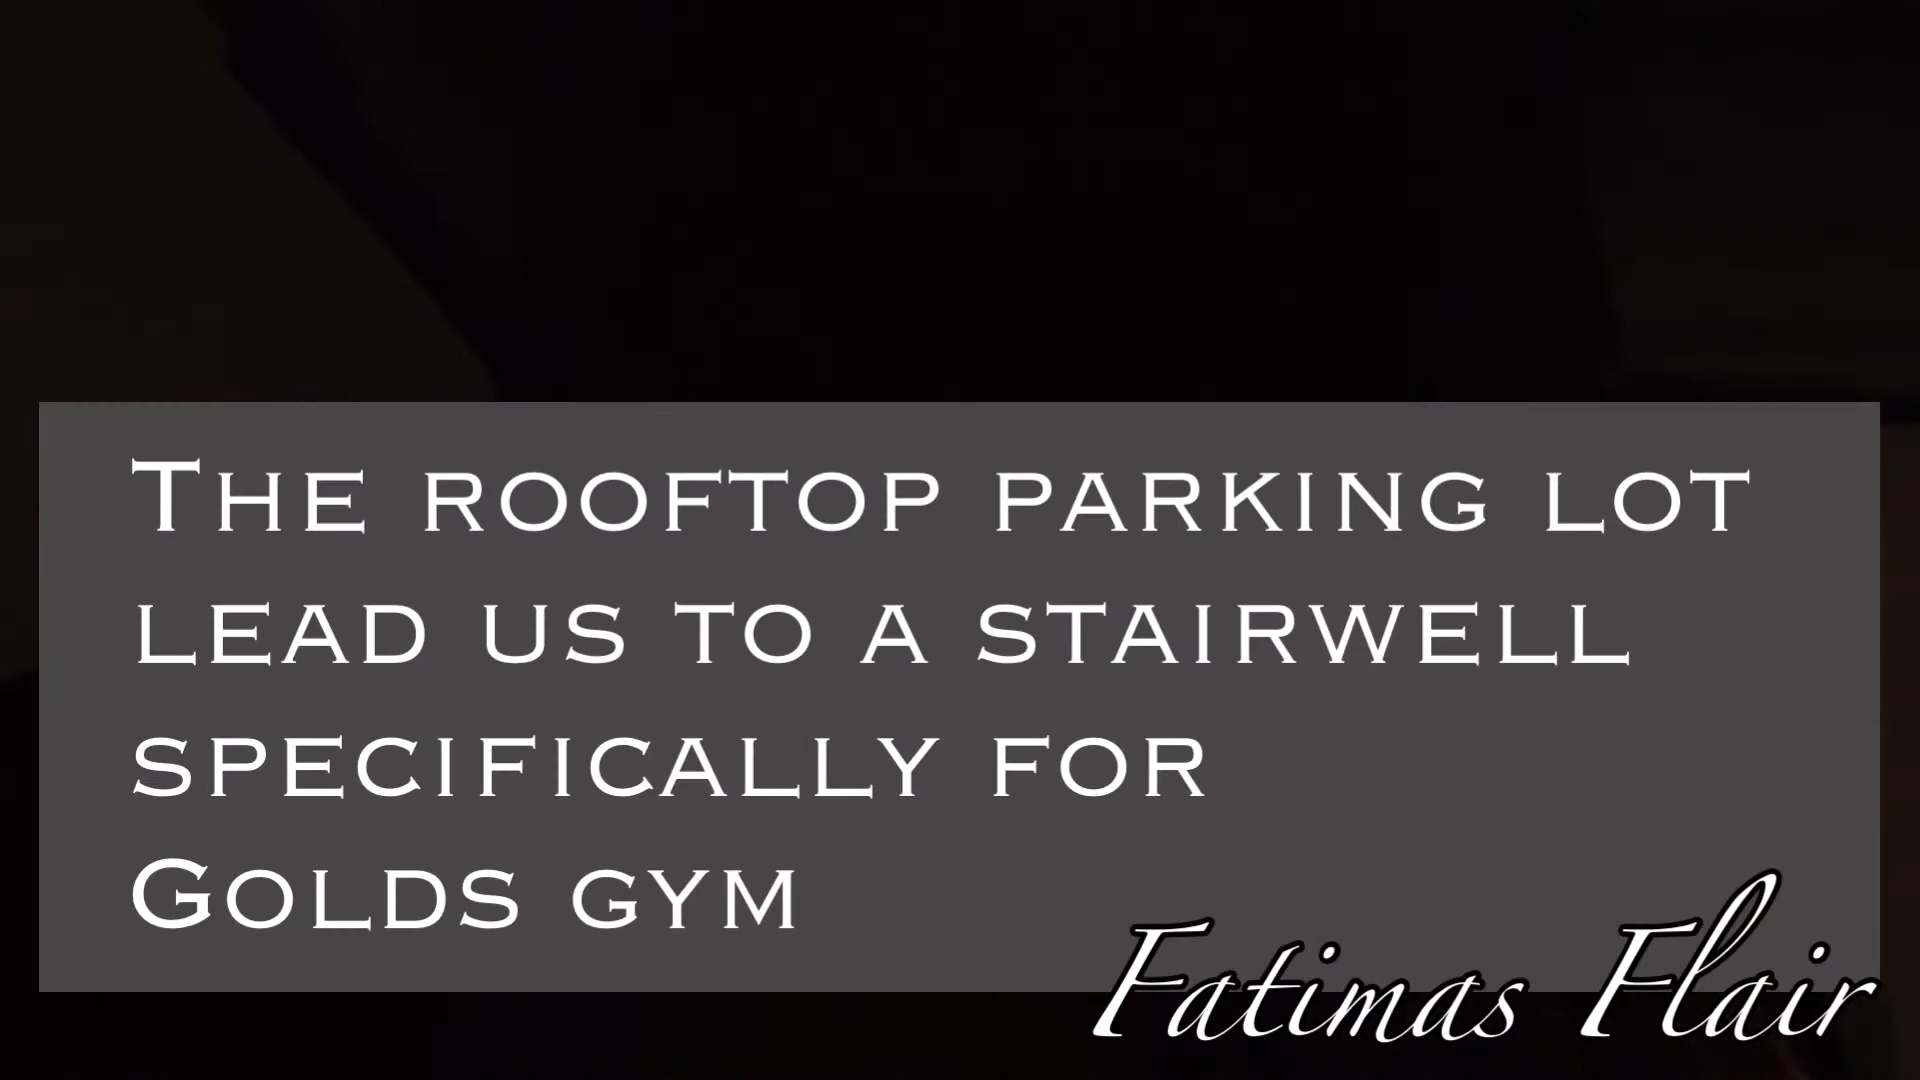 The rooftop parking lot
lead us to a stairwell
specifically for
Golds gym
Fatimas Flair